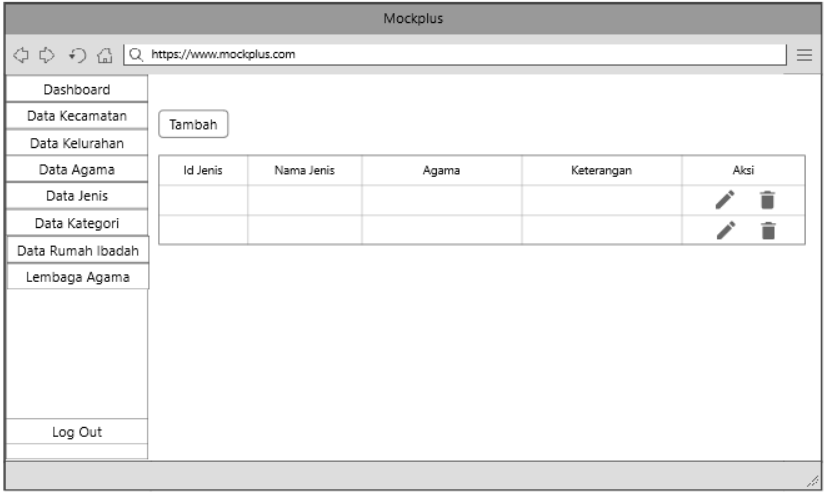 Mockplus
https://www.mockplus.com
Dashboard
Data Kecamatan
Data Kelurahan
Data Agama
Data Jenis
Data Kategori
Data Rumah Ibadah
Lembaga Agama
Log Out
Tambah
Id Jenis Nama Jenis Agama Keterangan Aksi